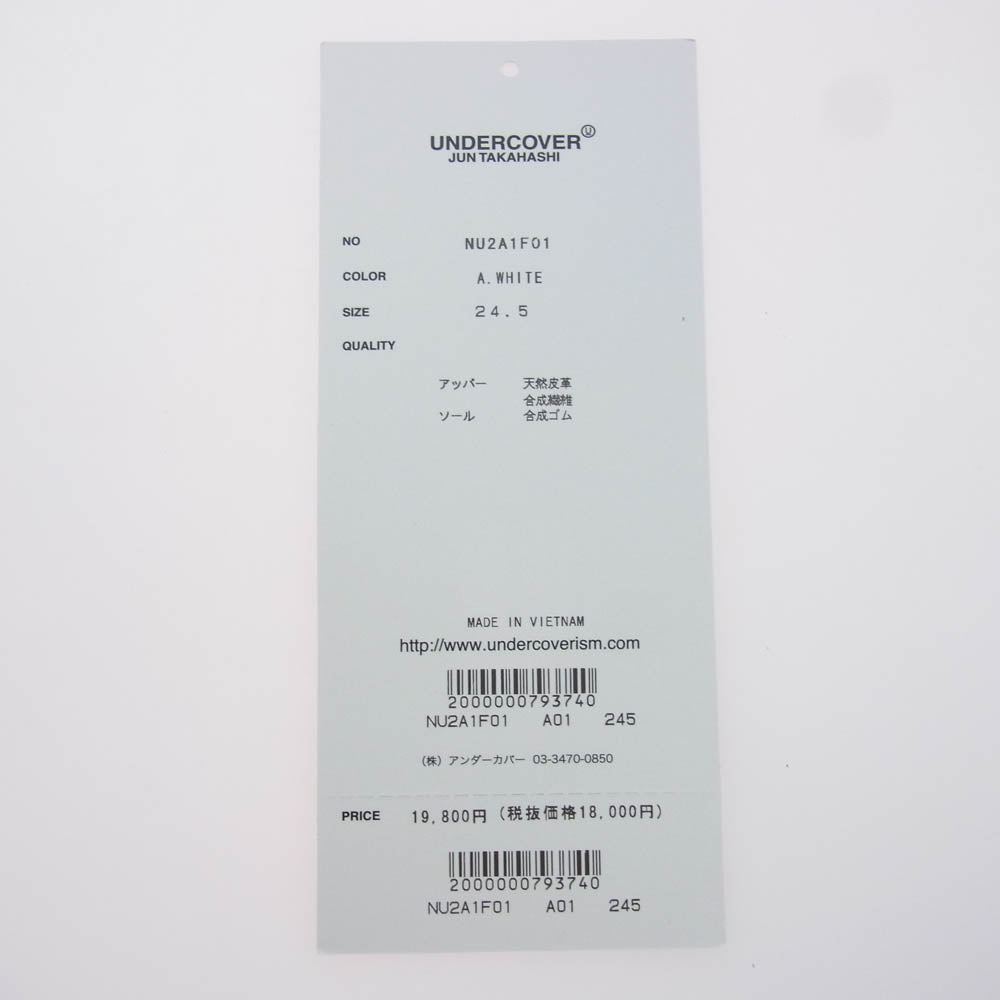 UNDERCOVER Ⓤ
JUN TAKAHASHI
NO NU2A1F01
COLOR A.WHITE
SIZE 24.5
QUALITY
アッパー 天然皮革
合成繊維
ソール 合成ゴム
MADE IN VIETNAM
http://www.undercoverism.com
2000000793740
NU2A1F01 A01 245
(株) アンダーカバー 03-3470-0850
PRICE 19,800円 (税抜価格18,000円)
2000000793740
NU2A1F01 A01 245